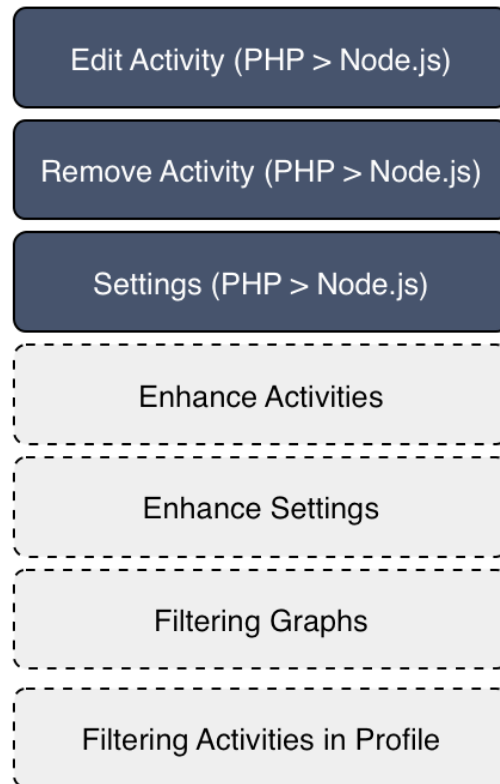 Edit Activity (PHP > Node.js)
Remove Activity (PHP > Node.js)
Settings (PHP > Node.js)
Enhance Activities
Enhance Settings
Filtering Graphs
Filtering Activities in Profile